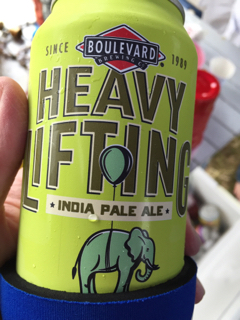 SINCE BOULEVARD 1989
BREWING CO.
HEAVY
LIFTING
INDIA PALE ALE